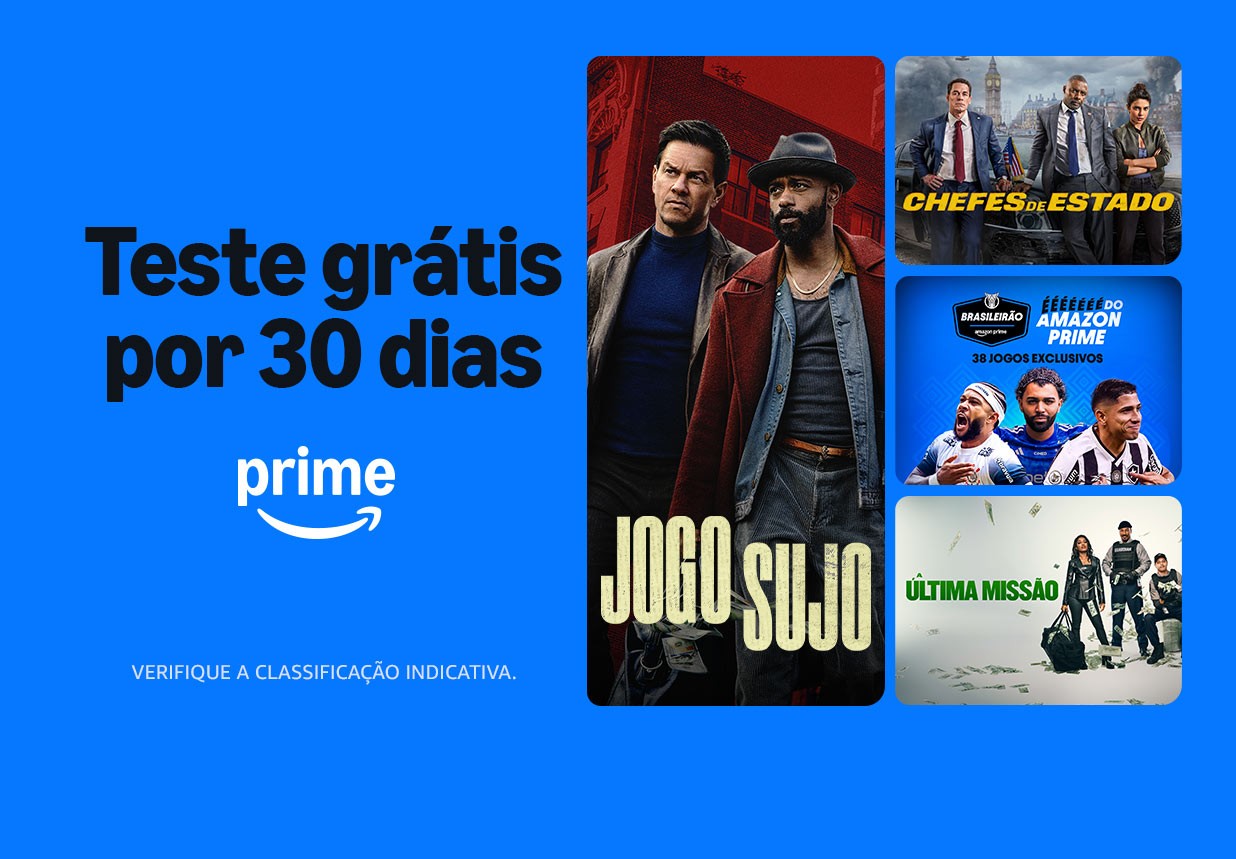 Teste grátis
por 30 dias
prime
VERIFIQUE A CLASSIFICAÇÃO INDICATIVA.
JOGO
SUJO
CHEFES DE ESTADO
BRASILEIRÃO
amazon prime
ÉÉÉÉÉÉÉ DO
AMAZON
PRIME
38 JOGOS EXCLUSIVOS
A
ÚLTIMA MISSÃO
GUARDIAN